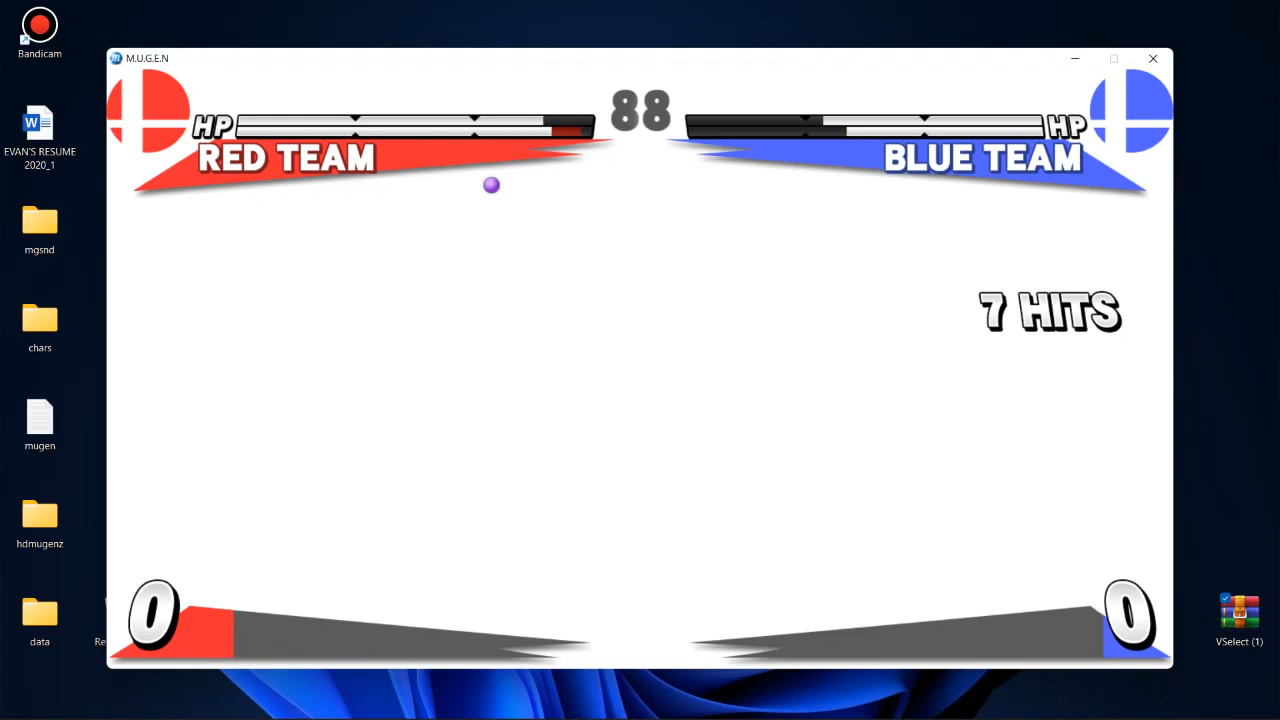 Bandicam
EVAN'S RESUME
2020_1
mgsnd
chars
mugen
hdmugenz
data
Re
M.U.G.E.N
HP
88
HP
RED TEAM
BLUE TEAM
7 HITS
0
0
VSelect (1)